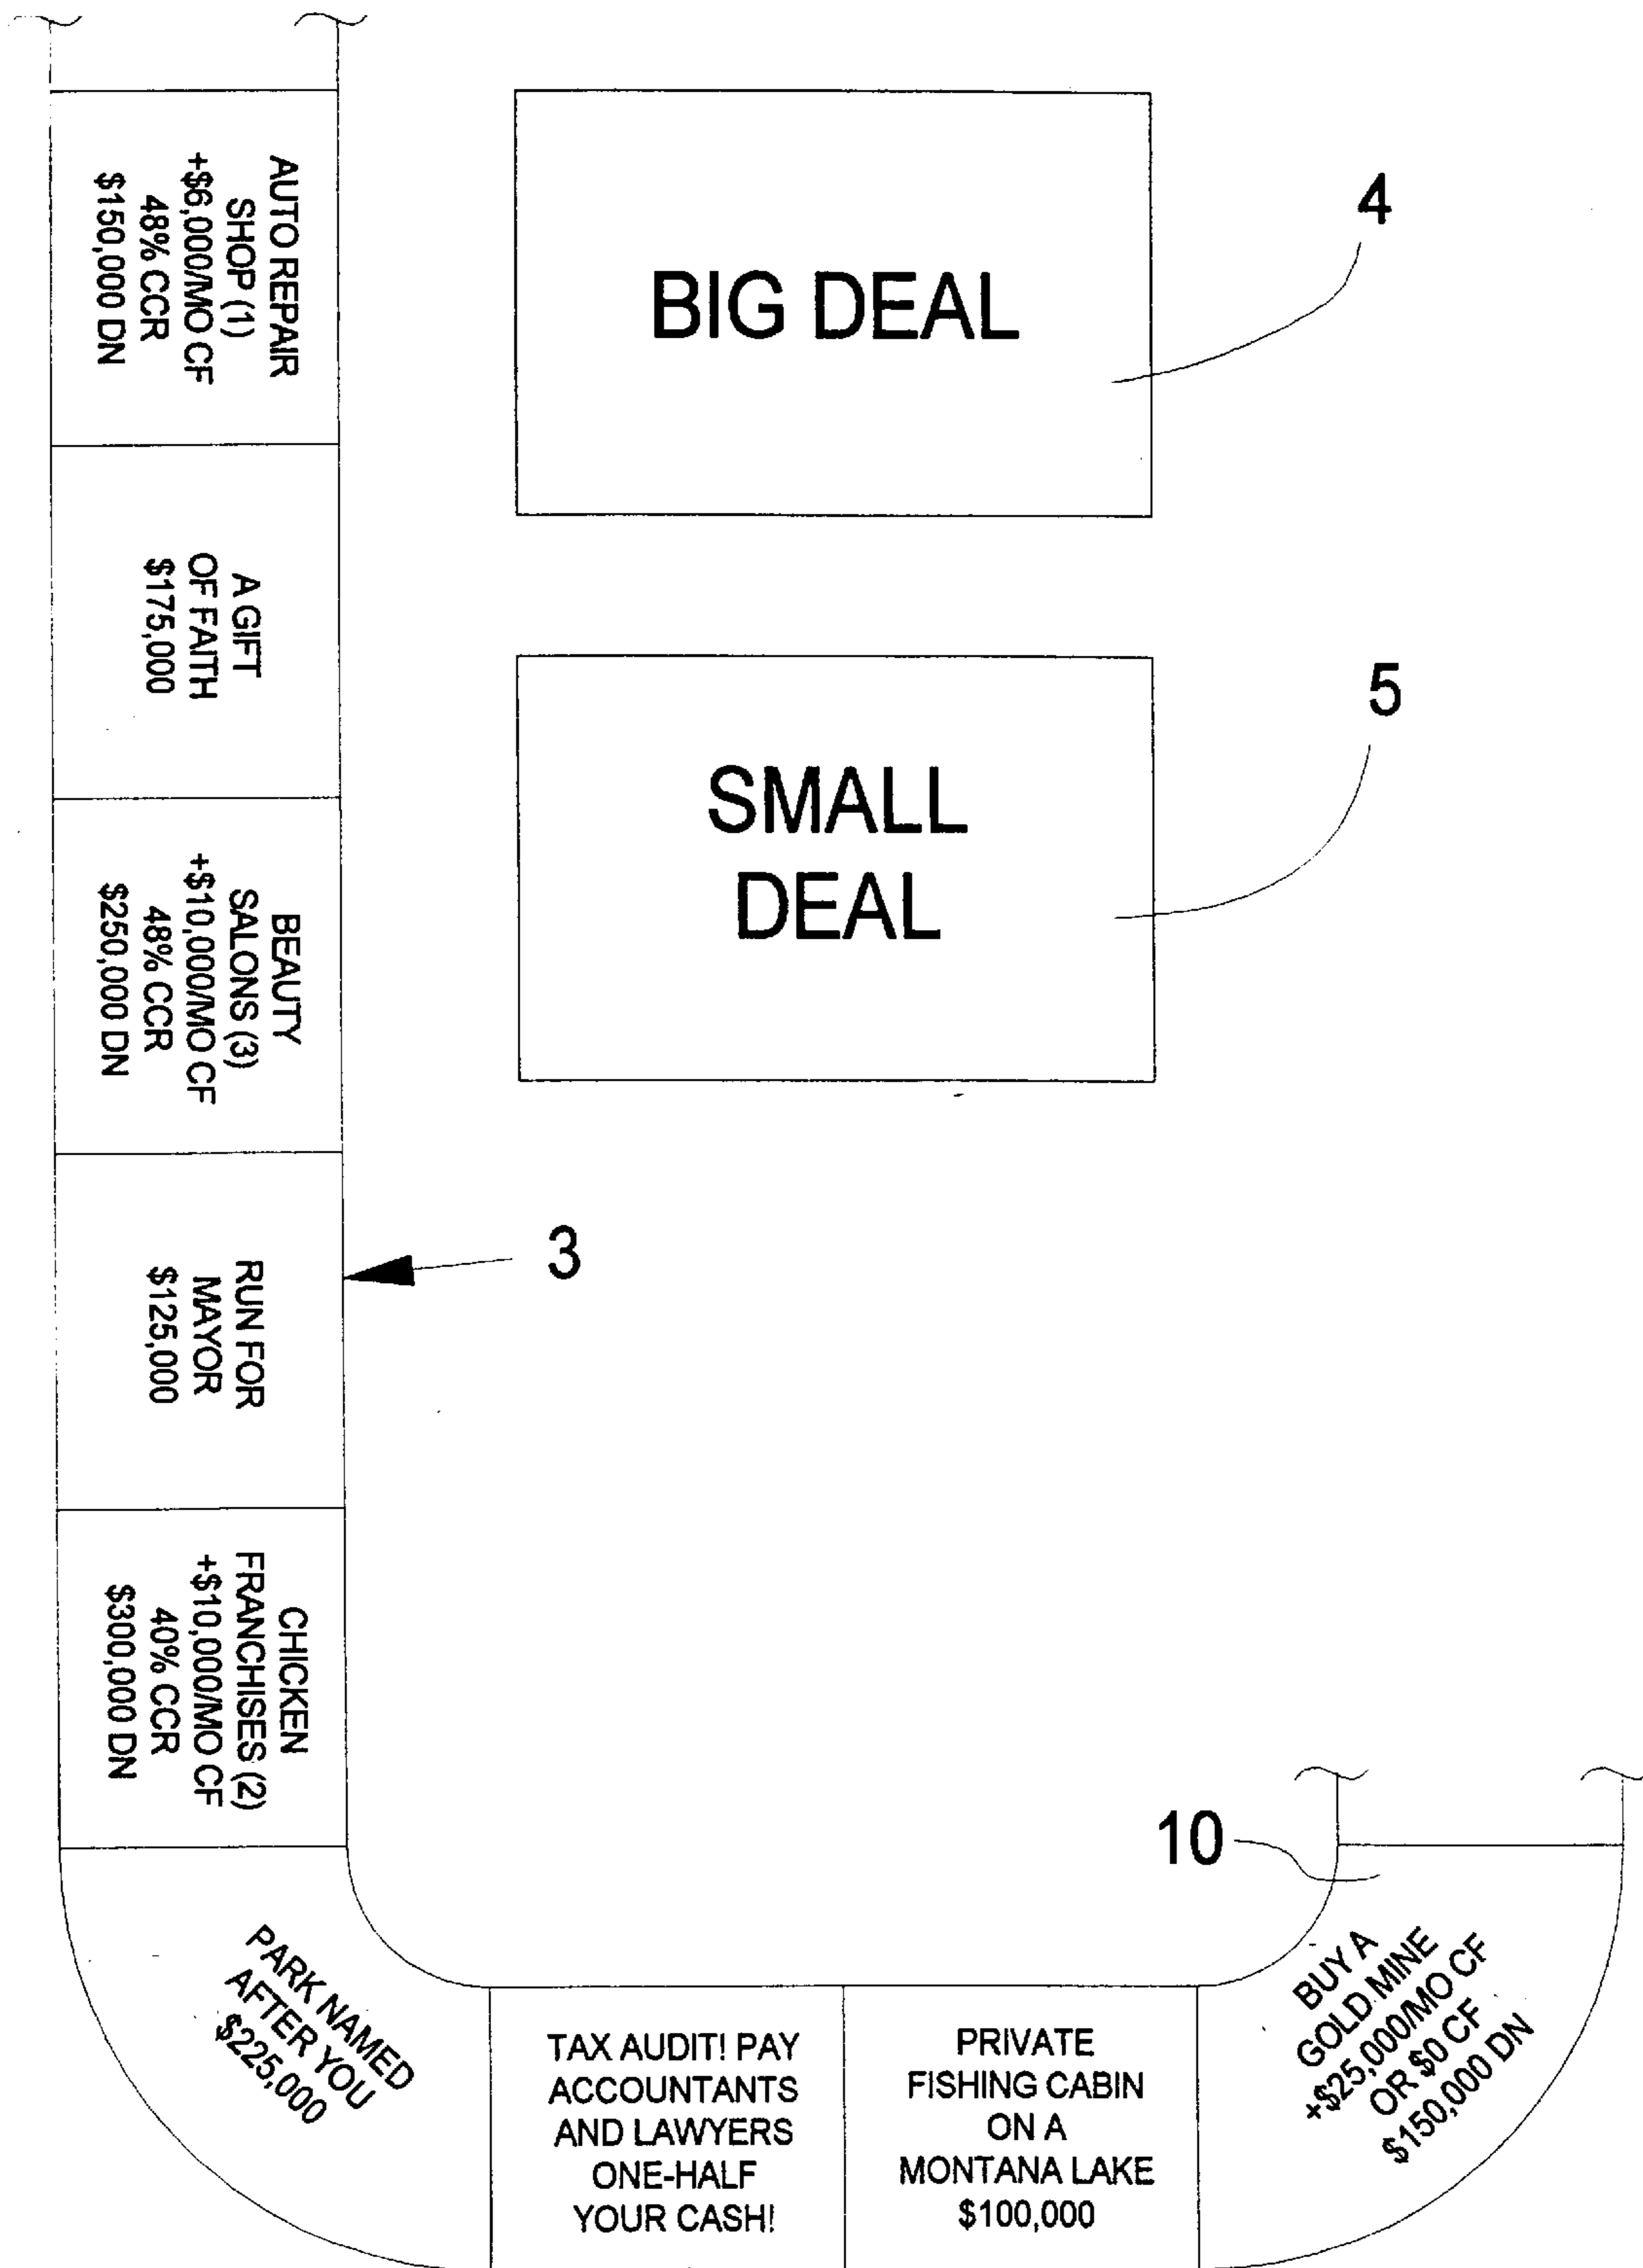 AUTO REPAIR
SHOP (1)
+$6,000/MO CF
48% CCR
$150,000 DN
BIG DEAL
4
A GIFT
OF FAITH
$175,000
SMALL
DEAL
5
BEAUTY
SALONS (3)
+$10,000/MO CF
48% CCR
$250,000 DN
RUN FOR
MAYOR
$125,000
3
CHICKEN
FRANCHISES (2)
+$10,000/MO CF
40% CCR
$300,000 DN
10
PARK NAMED
AFTER YOU
$225,000
TAX AUDIT! PAY
ACCOUNTANTS
AND LAWYERS
ONE-HALF
YOUR CASH!
PRIVATE
FISHING CABIN
ON A
MONTANA LAKE
$100,000
BUY A
GOLD MINE
+$25,000/MO CF
OR $0 CF
$150,000 DN